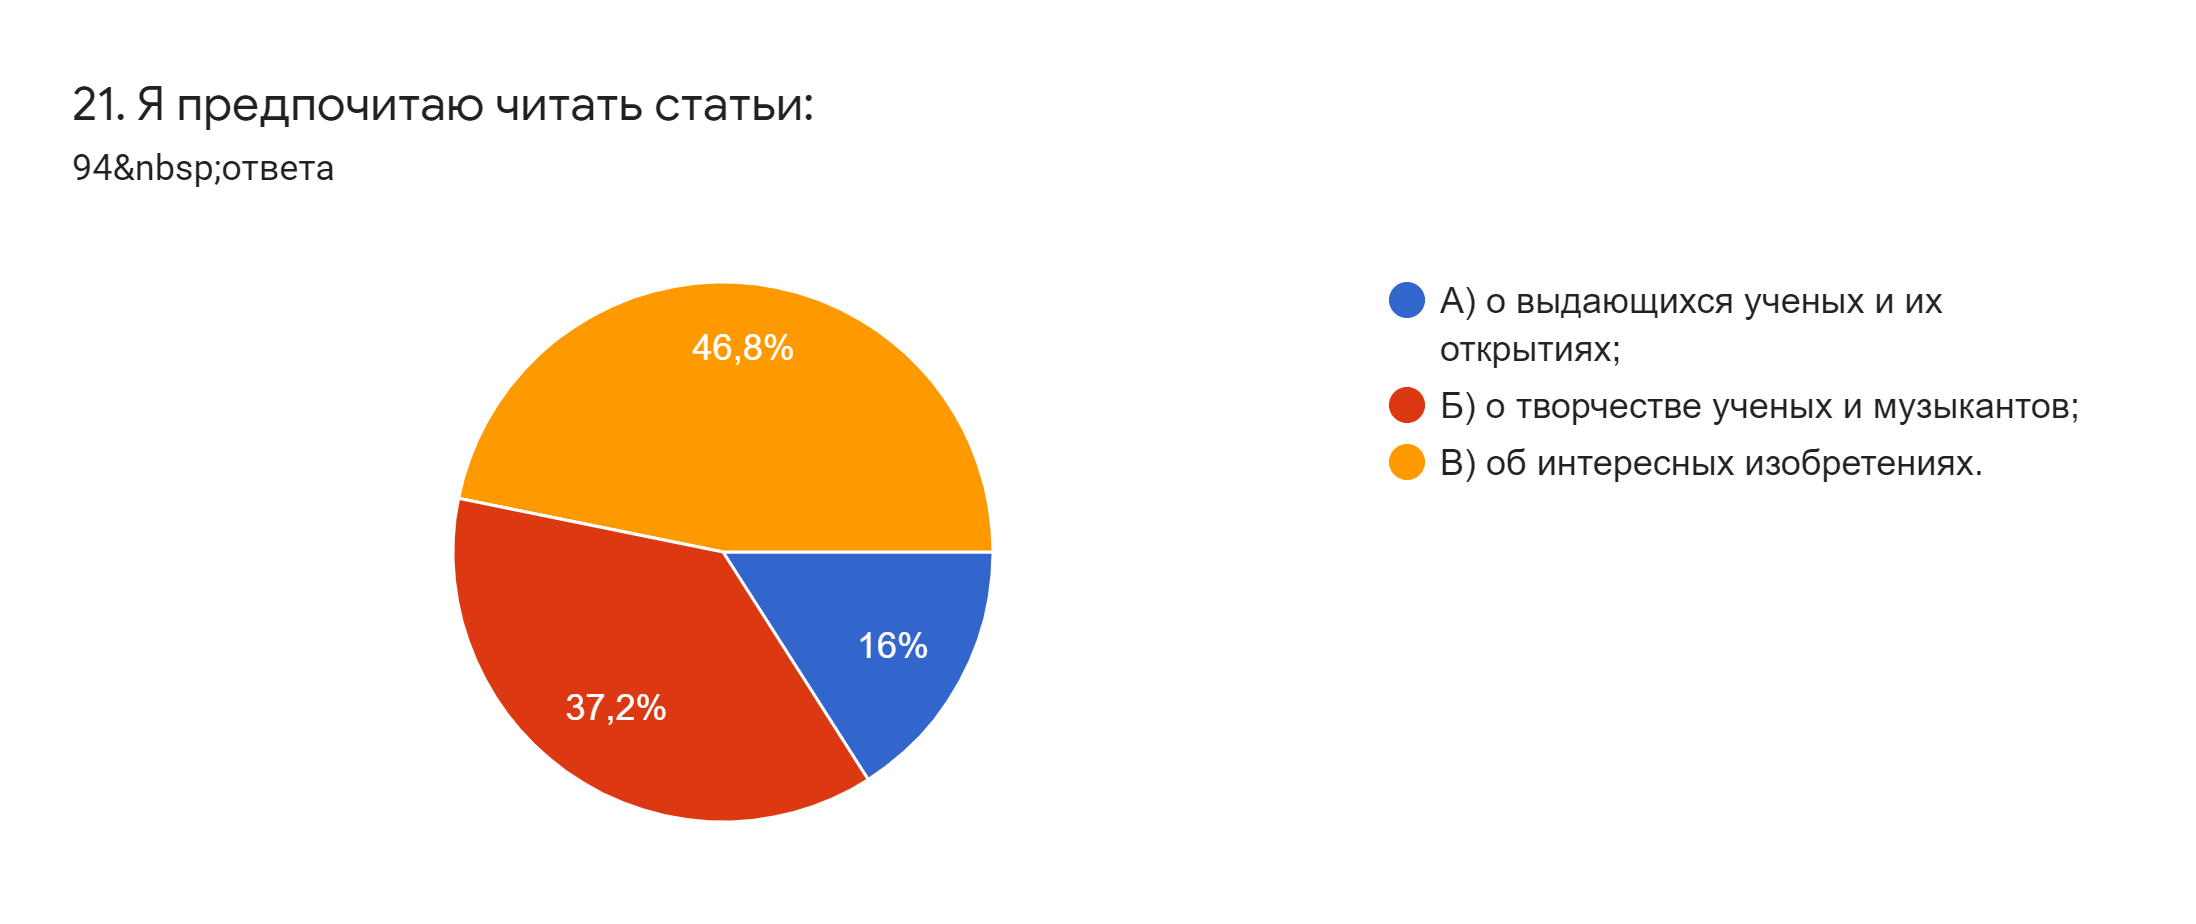 21. Я предпочитаю читать статьи:
94&nbsp;ответа
46,8%
16%
37,2%
А) о выдающихся ученых и их
открытиях;
Б) о творчестве ученых и музыкантов;
В) об интересных изобретениях.